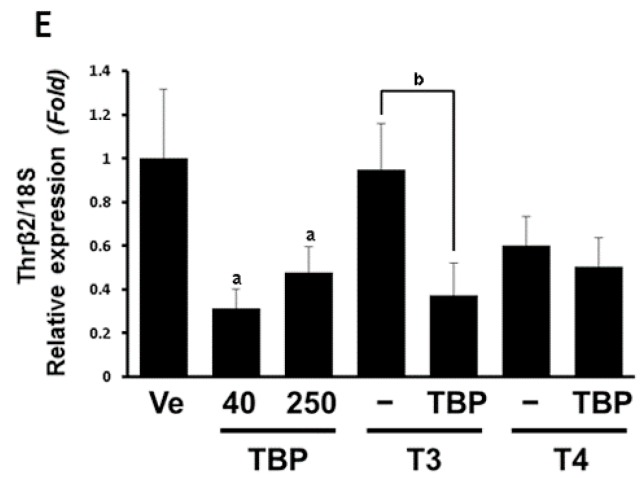 E
Thrβ2/18S
Relative expression (Fold)
1.4
1.2
1
0.8
0.6
0.4
0.2
0
a
a
b
Ve 40 250 − TBP − TBP
TBP T3 T4